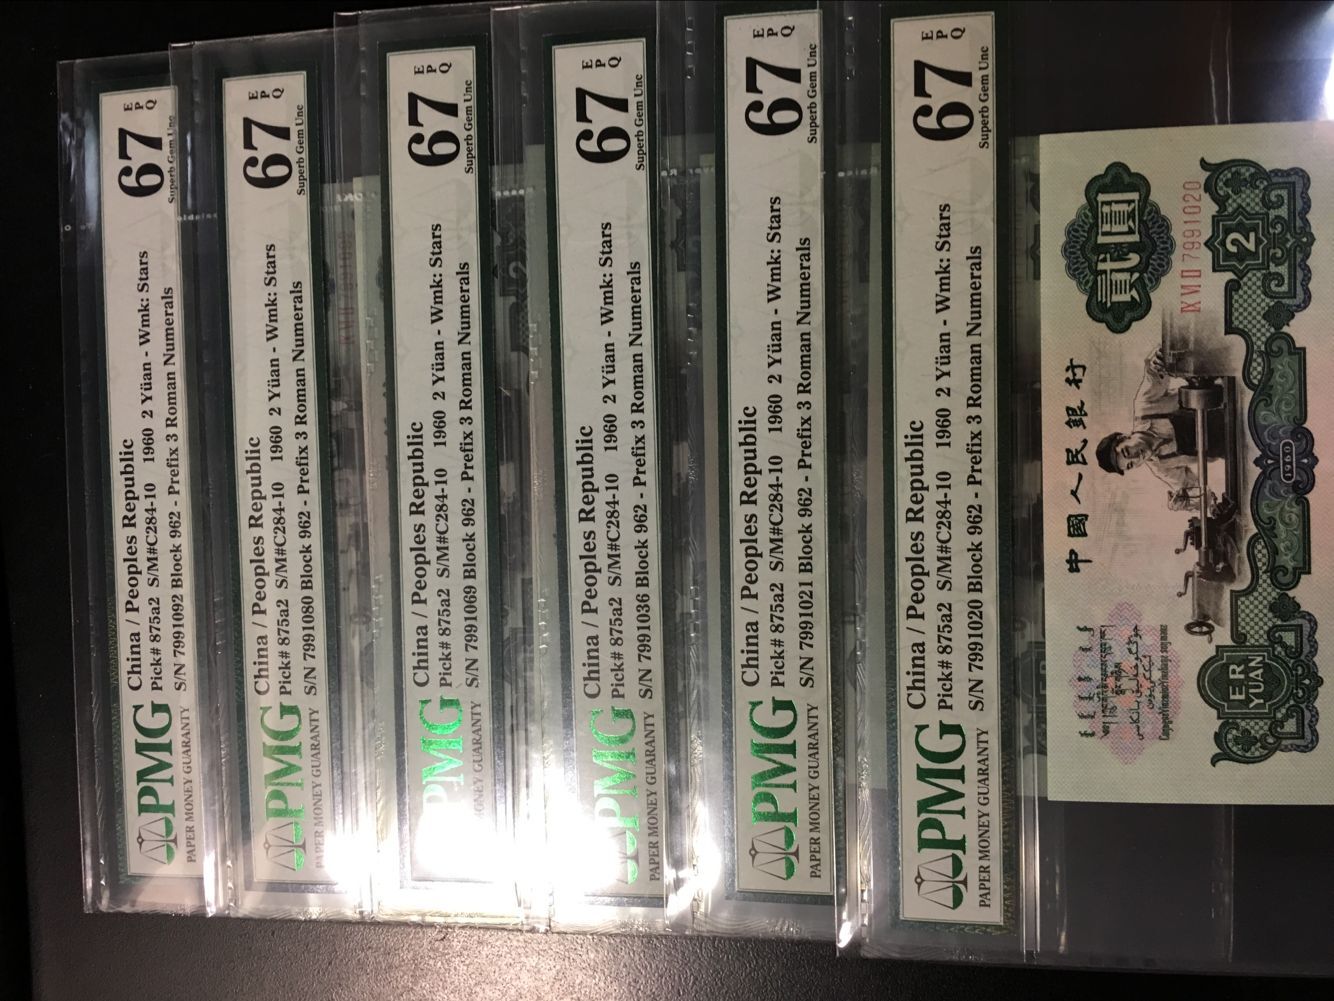 China / Peoples Republic
Pick# 875a2 S/M#C284-10 1960 2 Yüan - Wmk: Stars
S/N 7991092 Block 962 - Prefix 3 Roman Numerals
67
E
P
Q
Superb Gem Unc
PMG
PAPER MONEY GUARANTY
China / Peoples Republic
Pick# 875a2 S/M#C284-10 1960 2 Yüan - Wmk: Stars
S/N 7991080 Block 962 - Prefix 3 Roman Numerals
67
E
P
Q
Superb Gem Unc
PMG
PAPER MONEY GUARANTY
China / Peoples Republic
Pick# 875a2 S/M#C284-10 1960 2 Yüan - Wmk: Stars
S/N 7991069 Block 962 - Prefix 3 Roman Numerals
67
E
P
Q
Superb Gem Unc
PMG
MONEY GUARANTY
China / Peoples Republic
Pick# 875a2 S/M#C284-10 1960 2 Yüan - Wmk: Stars
S/N 7991036 Block 962 - Prefix 3 Roman Numerals
67
E
P
Q
Superb Gem Unc
PMG
PAPER MONEY GUARANTY
China / Peoples Republic
Pick# 875a2 S/M#C284-10 1960 2 Yüan - Wmk: Stars
S/N 7991021 Block 962 - Prefix 3 Roman Numerals
67
E
P
Q
Superb Gem Unc
PMG
PAPER MONEY GUARANTY
China / Peoples Republic
Pick# 875a2 S/M#C284-10 1960 2 Yüan - Wmk: Stars
S/N 7991020 Block 962 - Prefix 3 Roman Numerals
67
E
P
Q
Superb Gem Unc
PMG
PAPER MONEY GUARANTY
中國人民銀行
貳圓
7991020
ER
YUAN
1960
2